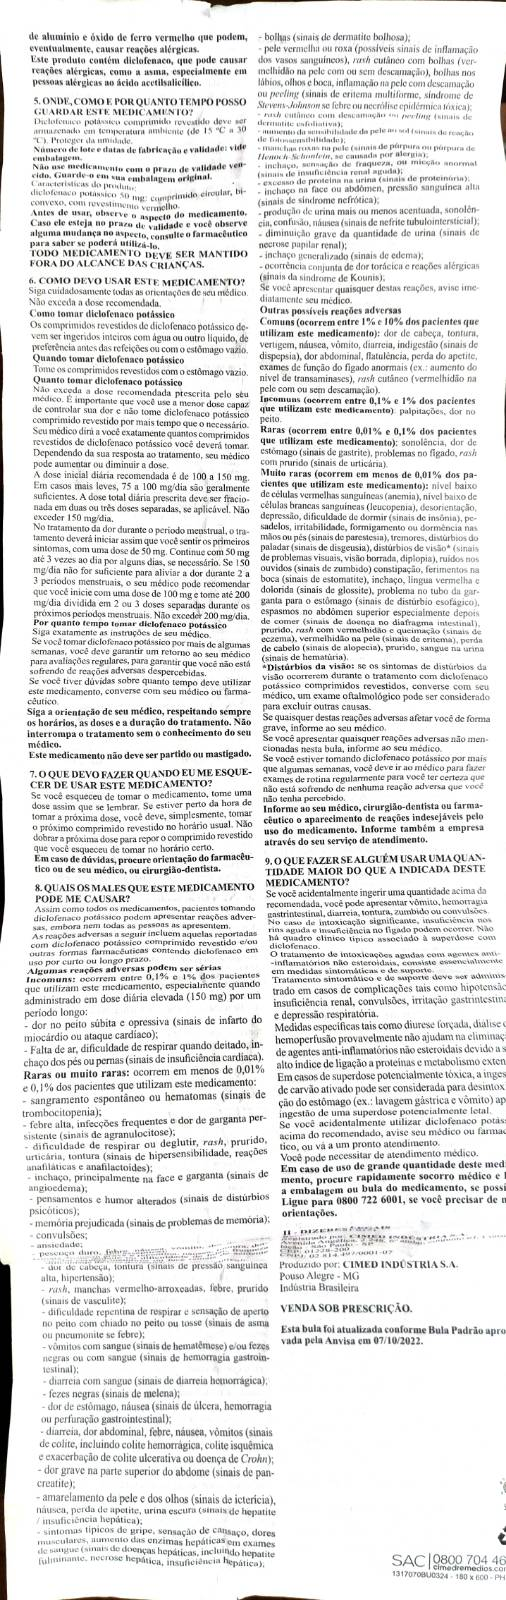 de alumínio e óxido de ferro vermelho que podem,
eventualmente, causar reações alérgicas.
Este produto contém diclofenaco, que pode causar
reações alérgicas, como a asma, especialmente em
pessoas alérgicas ao ácido acetilsalicílico.
5. ONDE, COMO E POR QUANTO TEMPO POSSO
GUARDAR ESTE MEDICAMENTO?
Diclofenaco potássico comprimido revestido deve ser
armazenado em temperatura ambiente (de 15 °C a 30
°C). Proteger da umidade.
Número de lote e datas de fabricação e validade: vide
embalagem.
Não use medicamento com o prazo de validade ven-
cido. Guarde-o em sua embalagem original.
Características do produto:
diclofenaco potássico 50 mg: comprimido circular, bi-
convexo, com revestimento vermelho.
Antes de usar, observe o aspecto do medicamento.
Caso ele esteja no prazo de validade e você observe
alguma mudança no aspecto, consulte o farmacêutico
para saber se poderá utilizá-lo.
TODO MEDICAMENTO DEVE SER MANTIDO
FORA DO ALCANCE DAS CRIANÇAS.
6. COMO DEVO USAR ESTE MEDICAMENTO?
Siga cuidadosamente todas as orientações de seu médico.
Não exceda a dose recomendada.
Como tomar diclofenaco potássico
Os comprimidos revestidos de diclofenaco potássico de-
vem ser ingeridos inteiros com água ou outro líquido, de
preferência antes das refeições ou com o estômago vazio.
Quando tomar diclofenaco potássico
Tome os comprimidos revestidos com o estômago vazio.
Quanto tomar diclofenaco potássico
Não exceda a dose recomendada prescrita pelo seu
médico. É importante que você use a menor dose capaz
de controlar sua dor e não tome diclofenaco potássico
comprimido revestido por mais tempo que o necessário.
Seu médico dirá a você exatamente quantos comprimidos
revestidos de diclofenaco potássico você deverá tomar.
Dependendo da sua resposta ao tratamento, seu médico
pode aumentar ou diminuir a dose.
A dose inicial diária recomendada é de 100 a 150 mg.
Em casos mais leves, 75 a 100 mg/dia são geralmente
suficientes. A dose total diária prescrita deve ser fracio-
nada em duas ou três doses separadas, se aplicável. Não
exceder 150 mg/dia.
No tratamento da dor durante o período menstrual, o tra-
tamento deverá iniciar assim que você sentir os primeiros
sintomas, com uma dose de 50 mg. Continue com 50 mg
até 3 vezes ao dia por alguns dias, se necessário. Se 150
mg/dia não for suficiente para aliviar a dor durante 2 a
3 períodos menstruais, o seu médico pode recomendar
que você inicie com uma dose de 100 mg e tome até 200
mg/dia dividida em 2 ou 3 doses separadas durante os
próximos períodos menstruais. Não exceder 200 mg/dia.
Por quanto tempo tomar diclofenaco potássico
Siga exatamente as instruções de seu médico.
Se você tomar diclofenaco potássico por mais de algumas
semanas, você deve garantir um retorno ao seu médico
para avaliações regulares, para garantir que você não está
sofrendo de reações adversas despercebidas.
Se você tiver dúvidas sobre quanto tempo deve utilizar
este medicamento, converse com seu médico ou farma-
cêutico.
Siga a orientação de seu médico, respeitando sempre
os horários, as doses e a duração do tratamento. Não
interrompa o tratamento sem o conhecimento do seu
médico.
Este medicamento não deve ser partido ou mastigado.
7. O QUE DEVO FAZER QUANDO EU ME ESQUE-
CER DE USAR ESTE MEDICAMENTO?
Se você esqueceu de tomar o medicamento, tome uma
dose assim que se lembrar. Se estiver perto da hora de
tomar a próxima dose, você deve, simplesmente, tomar
o próximo comprimido revestido no horário usual. Não
dobrar a próxima dose para repor o comprimido revestido
que você esqueceu de tomar no horário certo.
Em caso de dúvidas, procure orientação do farmacêu-
tico ou de seu médico, ou cirurgião-dentista.
8. QUAIS OS MALES QUE ESTE MEDICAMENTO
PODE ME CAUSAR?
Assim como todos os medicamentos, pacientes tomando
diclofenaco potássico podem apresentar reações adver-
sas, embora nem todas as pessoas as apresentem.
As reações adversas a seguir incluem aquelas reportadas
com diclofenaco potássico comprimido revestido e/ou
outras formas farmacêuticas contendo diclofenaco em
uso por curto ou longo prazo.
Algumas reações adversas podem ser sérias
Incomuns: ocorrem entre 0,1% e 1% dos pacientes
que utilizam este medicamento, especialmente quando
administrado em dose diária elevada (150 mg) por um
período longo:
- dor no peito súbita e opressiva (sinais de infarto do
miocárdio ou ataque cardíaco);
- Falta de ar, dificuldade de respirar quando deitado, in-
chaço dos pés ou pernas (sinais de insuficiência cardíaca).
Raras ou muito raras: ocorrem em menos de 0,01%
e 0,1% dos pacientes que utilizam este medicamento:
- sangramento espontâneo ou hematomas (sinais de
trombocitopenia);
- febre alta, infecções frequentes e dor de garganta per-
sistente (sinais de agranulocitose);
- dificuldade de respirar ou deglutir, rash, prurido,
urticária, tontura (sinais de hipersensibilidade, reações
anafiláticas e anafilactoides);
- inchaço, principalmente na face e garganta (sinais de
angioedema);
- pensamentos e humor alterados (sinais de distúrbios
psicóticos);
- memória prejudicada (sinais de problemas de memória);
- convulsões;
- ansiedade;
- pescoço duro, febre,
- dor de cabeça, tontura (sinais de pressão sanguínea
alta, hipertensão);
- rash, manchas vermelho-arroxeadas, febre, prurido
(sinais de vasculite);
- dificuldade repentina de respirar e sensação de aperto
no peito com chiado no peito ou tosse (sinais de asma
ou pneumonite se febre);
- vômitos com sangue (sinais de hematêmese) e/ou fezes
negras ou com sangue (sinais de hemorragia gastroin-
testinal);
- diarreia com sangue (sinais de diarreia hemorrágica);
- fezes negras (sinais de melena);
- dor de estômago, náusea (sinais de úlcera, hemorragia
ou perfuração gastrointestinal);
- diarreia, dor abdominal, febre, náusea, vômitos (sinais
de colite, incluindo colite hemorrágica, colite isquêmica
e exacerbação de colite ulcerativa ou doença de Crohn);
- dor grave na parte superior do abdome (sinais de pan-
creatite);
- amarelamento da pele e dos olhos (sinais de icterícia),
náusea, perda de apetite, urina escura (sinais de hepatite
/ insuficiência hepática);
- sintomas típicos de gripe, sensação de cansaço, dores
musculares, aumento das enzimas hepáticas em exames
de sangue (sinais de doenças hepáticas, incluindo hepatite
fulminante, necrose hepática, insuficiência hepática);
- bolhas (sinais de dermatite bolhosa);
- pele vermelha ou roxa (possíveis sinais de inflamação
dos vasos sanguíneos), rash cutâneo com bolhas (ver-
melhidão na pele com ou sem descamação), bolhas nos
lábios, olhos e boca, inflamação na pele com descamação
ou peeling (sinais de eritema multiforme, síndrome de
Stevens-Johnson se febre ou necrólise epidérmica tóxica);
- rash cutâneo com descamação ou peeling (sinais de
dermatite esfoliativa);
- aumento da sensibilidade da pele ao sol (sinais de reação
de fotossensibilidade);
- manchas roxas na pele (sinais de púrpura ou púrpura de
Henoch-Schonlein, se causada por alergia);
- inchaço, sensação de fraqueza, ou micção anormal
(sinais de insuficiência renal aguda);
- excesso de proteína na urina (sinais de proteinúria);
- inchaço na face ou abdômen, pressão sanguínea alta
(sinais de síndrome nefrótica);
- produção de urina mais ou menos acentuada, sonolên-
cia, confusão, náusea (sinais de nefrite tubulointersticial);
- diminuição grave da quantidade de urina (sinais de
necrose papilar renal);
- inchaço generalizado (sinais de edema);
- ocorrência conjunta de dor torácica e reações alérgicas
(sinais da síndrome de Kounis);
Se você apresentar quaisquer destas reações, avise ime-
diatamente seu médico.
Outras possíveis reações adversas
Comuns (ocorrem entre 1% e 10% dos pacientes que
utilizam este medicamento): dor de cabeça, tontura,
vertigem, náusea, vômito, diarreia, indigestão (sinais de
dispepsia), dor abdominal, flatulência, perda do apetite,
exames de função do fígado anormais (ex.: aumento do
nível de transaminases), rash cutâneo (vermelhidão na
pele com ou sem descamação).
Incomuns (ocorrem entre 0,1% e 1% dos pacientes
que utilizam este medicamento): palpitações, dor no
peito.
Raras (ocorrem entre 0,01% e 0,1% dos pacientes
que utilizam este medicamento): sonolência, dor de
estômago (sinais de gastrite), problemas no fígado, rash
com prurido (sinais de urticária).
Muito raras (ocorrem em menos de 0,01% dos pa-
cientes que utilizam este medicamento): nível baixo
de células vermelhas sanguíneas (anemia), nível baixo de
células brancas sanguíneas (leucopenia), desorientação,
depressão, dificuldade de dormir (sinais de insônia), pe-
sadelos, irritabilidade, formigamento ou dormência nas
mãos ou pés (sinais de parestesia), tremores, distúrbios do
paladar (sinais de disgeusia), distúrbios de visão* (sinais
de problemas visuais, visão borrada, diplopia), ruídos nos
ouvidos (sinais de zumbido) constipação, ferimentos na
boca (sinais de estomatite), inchaço, língua vermelha e
dolorida (sinais de glossite), problema no tubo da gar-
ganta para o estômago (sinais de distúrbio esofágico),
espasmos no abdômen superior especialmente depois
de comer (sinais de doença no diafragma intestinal),
prurido, rash com vermelhidão e queimação (sinais de
eczema), vermelhidão na pele (sinais de eritema), perda
de cabelo (sinais de alopecia), prurido, sangue na urina
(sinais de hematúria).
*Distúrbios da visão: se os sintomas de distúrbios da
visão ocorrerem durante o tratamento com diclofenaco
potássico comprimidos revestidos, converse com seu
médico, um exame oftalmológico pode ser considerado
para excluir outras causas.
Se quaisquer destas reações adversas afetar você de forma
grave, informe ao seu médico.
Se você apresentar quaisquer reações adversas não men-
cionadas nesta bula, informe ao seu médico.
Se você estiver tomando diclofenaco potássico por mais
que algumas semanas, você deve ir ao médico para fazer
exames de rotina regularmente para você ter certeza que
não está sofrendo de nenhuma reação adversa que você
não tenha percebido.
Informe ao seu médico, cirurgião-dentista ou farma-
cêutico o aparecimento de reações indesejáveis pelo
uso do medicamento. Informe também a empresa
através do seu serviço de atendimento.
9. O QUE FAZER SE ALGUÉM USAR UMA QUAN-
TIDADE MAIOR DO QUE A INDICADA DESTE
MEDICAMENTO?
Se você acidentalmente ingerir uma quantidade acima da
recomendada, você pode apresentar vômito, hemorragia
gastrintestinal, diarreia, tontura, zumbido ou convulsões.
No caso de intoxicação significante, insuficiência nos
rins aguda e insuficiência no fígado podem ocorrer. Não
há quadro clínico típico associado à superdose com
diclofenaco.
O tratamento de intoxicações agudas com agentes anti-
-inflamatórios não esteroidais, consiste essencialmente
em medidas sintomáticas e de suporte.
Tratamento sintomático e de suporte deve ser adminis
trado em casos de complicações tais como hipotensão
insuficiência renal, convulsões, irritação gastrintestina
e depressão respiratória.
Medidas específicas tais como diurese forçada, diálise o
hemoperfusão provavelmente não ajudam na eliminaç
de agentes anti-inflamatórios não esteroidais devido a s
alto índice de ligação a proteínas e metabolismo exten
Em casos de superdose potencialmente tóxica, a inges
de carvão ativado pode ser considerada para desintox
ção do estômago (ex.: lavagem gástrica e vômito) ap
ingestão de uma superdose potencialmente letal.
Se você acidentalmente utilizar diclofenaco potás
acima do recomendado, avise seu médico ou farmac
tico, ou vá a um pronto atendimento.
Você pode necessitar de atendimento médico.
Em caso de uso de grande quantidade deste medi
mento, procure rapidamente socorro médico e l
a embalagem ou bula do medicamento, se possí
Ligue para 0800 722 6001, se você precisar de m
orientações.
II - DIZERES LEGAIS
Registrado por: CIMED INDÚSTRIA S.A.
São Paulo - SP
CEP: 01228-200
Produzido por: CIMED INDÚSTRIA S.A.
Pouso Alegre - MG
Indústria Brasileira
VENDA SOB PRESCRIÇÃO.
Esta bula foi atualizada conforme Bula Padrão apro
vada pela Anvisa em 07/10/2022.
SAC 0800 704 46
cimedremedios.com
1317070BU0324 - 180 x 600 - PH